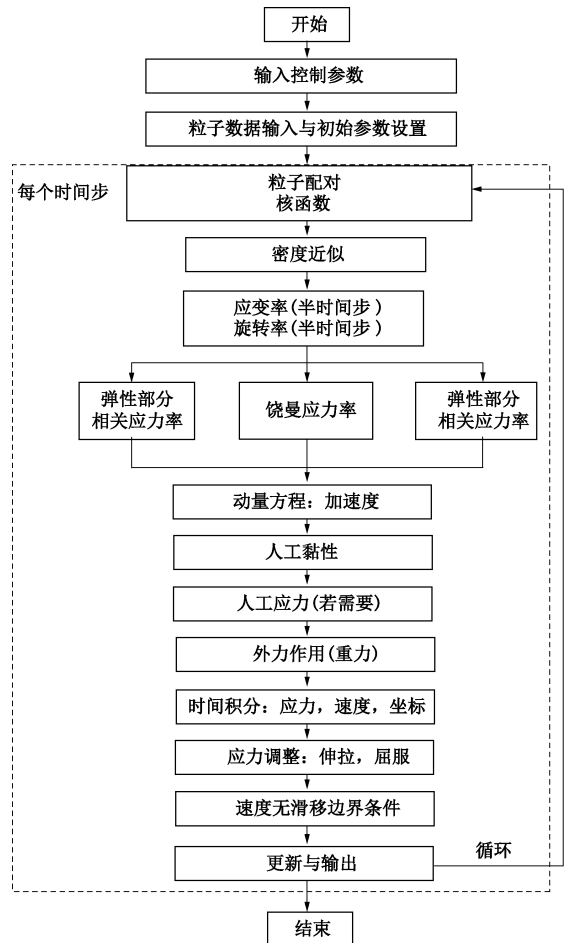 开始
输入控制参数
粒子数据输入与初始参数设置
每个时间步
粒子配对
核函数
密度近似
应变率(半时间步)
旋转率(半时间步)
弹性部分
相关应力率
饶曼应力率
弹性部分
相关应力率
动量方程：加速度
人工黏性
人工应力(若需要)
外力作用(重力)
时间积分：应力，速度，坐标
应力调整：伸拉，屈服
速度无滑移边界条件
更新与输出
循环
结束